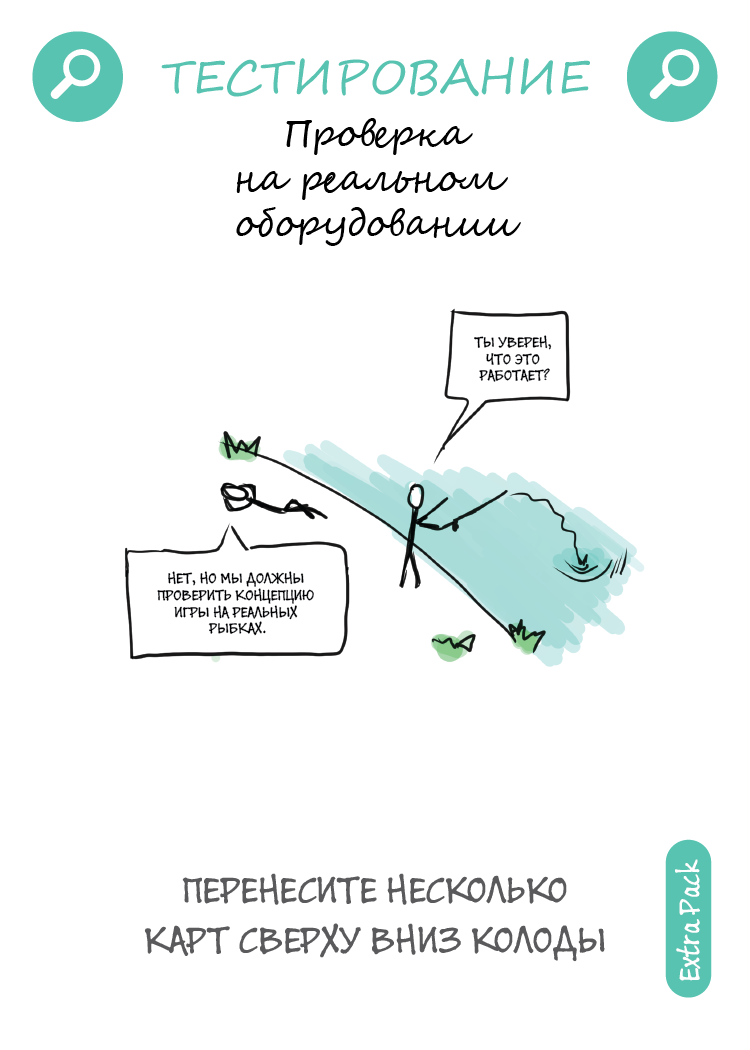 ТЕСТИРОВАНИЕ
Проверка
на реальном
оборудовании
ТЫ УВЕРЕН,
ЧТО ЭТО
РАБОТАЕТ?
НЕТ, НО МЫ ДОЛЖНЫ
ПРОВЕРИТЬ КОНЦЕПЦИЮ
ИГРЫ НА РЕАЛЬНЫХ
РЫБКАХ.
ПЕРЕНЕСИТЕ НЕСКОЛЬКО
КАРТ СВЕРХУ ВНИЗ КОЛОДЫ
Extra Pack